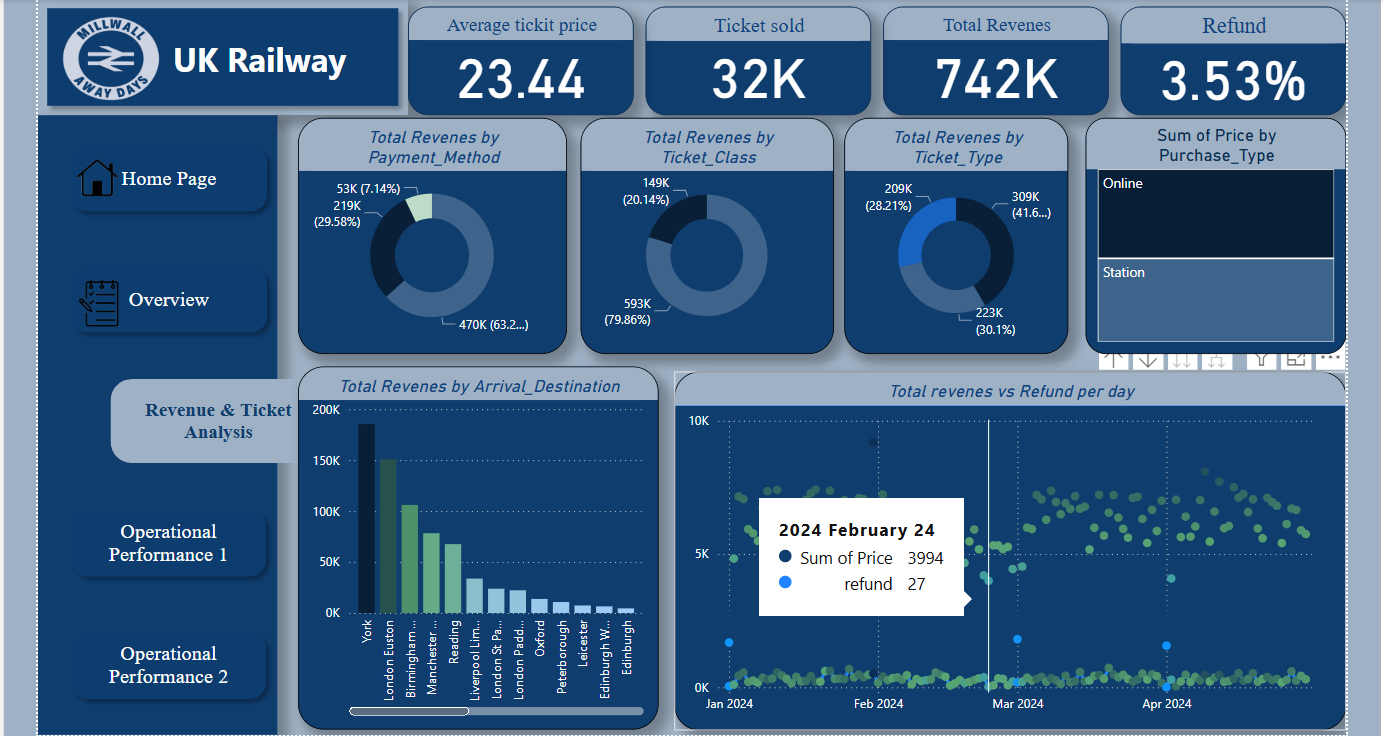 MILLWALL
AWAY DAYS
UK Railway
Average tickit price
23.44
Ticket sold
32K
Total Revenes
742K
Refund
3.53%
Home Page
Overview
Revenue & Ticket
Analysis
Operational
Performance 1
Operational
Performance 2
Total Revenes by
Payment_Method
53K (7.14%)
219K
(29.58%)
470K (63.2...)
Total Revenes by
Ticket_Class
149K
(20.14%)
593K
(79.86%)
Total Revenes by
Ticket_Type
209K
(28.21%)
309K
(41.6...)
223K
(30.1%)
Sum of Price by
Purchase_Type
Online
Station
Total Revenes by Arrival_Destination
200K
150K
100K
50K
0K
York
London Euston
Birmingham ...
Manchester ...
Reading
Liverpool Lim...
London St Pa...
London Padd...
Oxford
Peterborough
Leicester
Edinburgh W...
Edinburgh
Total revenes vs Refund per day
10K
5K
0K
2024 February 24
Sum of Price 3994
refund 27
Jan 2024
Feb 2024
Mar 2024
Apr 2024